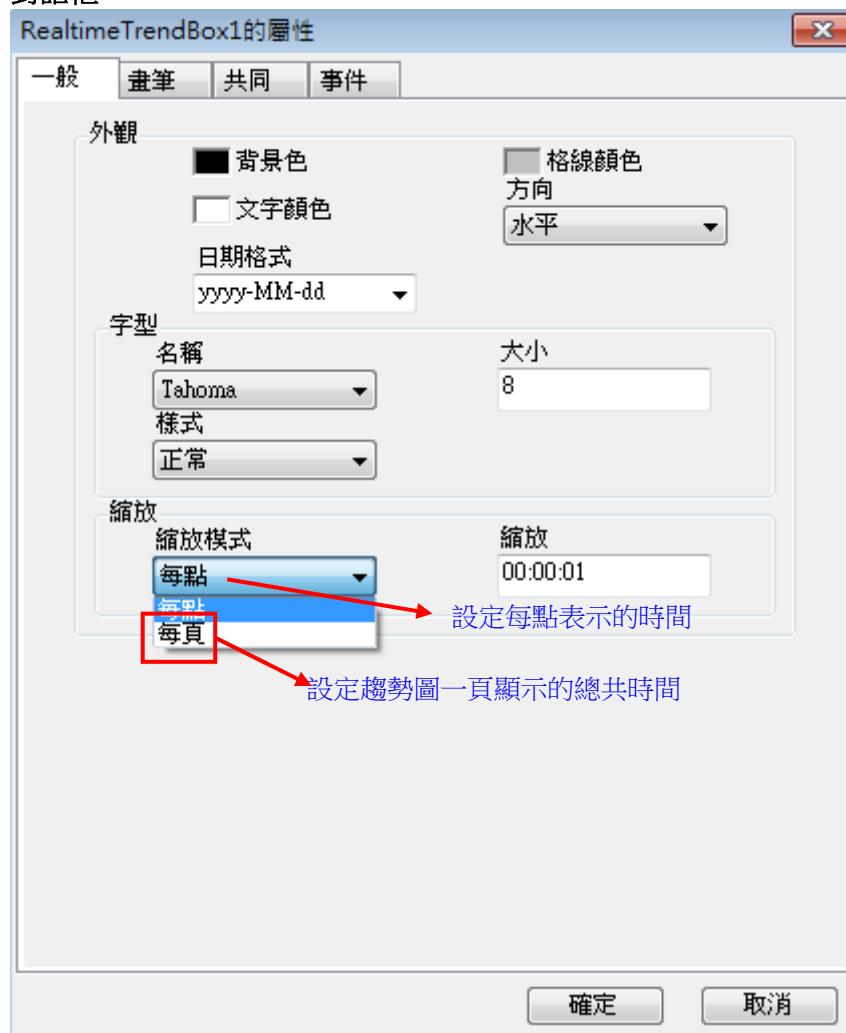 RealtimeTrendBox1的屬性
一般 畫筆 共同 事件
外觀
背景色 格線顏色
方向
文字顏色 水平
日期格式
yyyy-MM-dd
字型
名稱 大小
Tahoma 8
樣式
正常
縮放
縮放模式 縮放
每點 00:00:01
每點
設定每點表示的時間
每頁
設定趨勢圖一頁顯示的總共時間
確定 取消